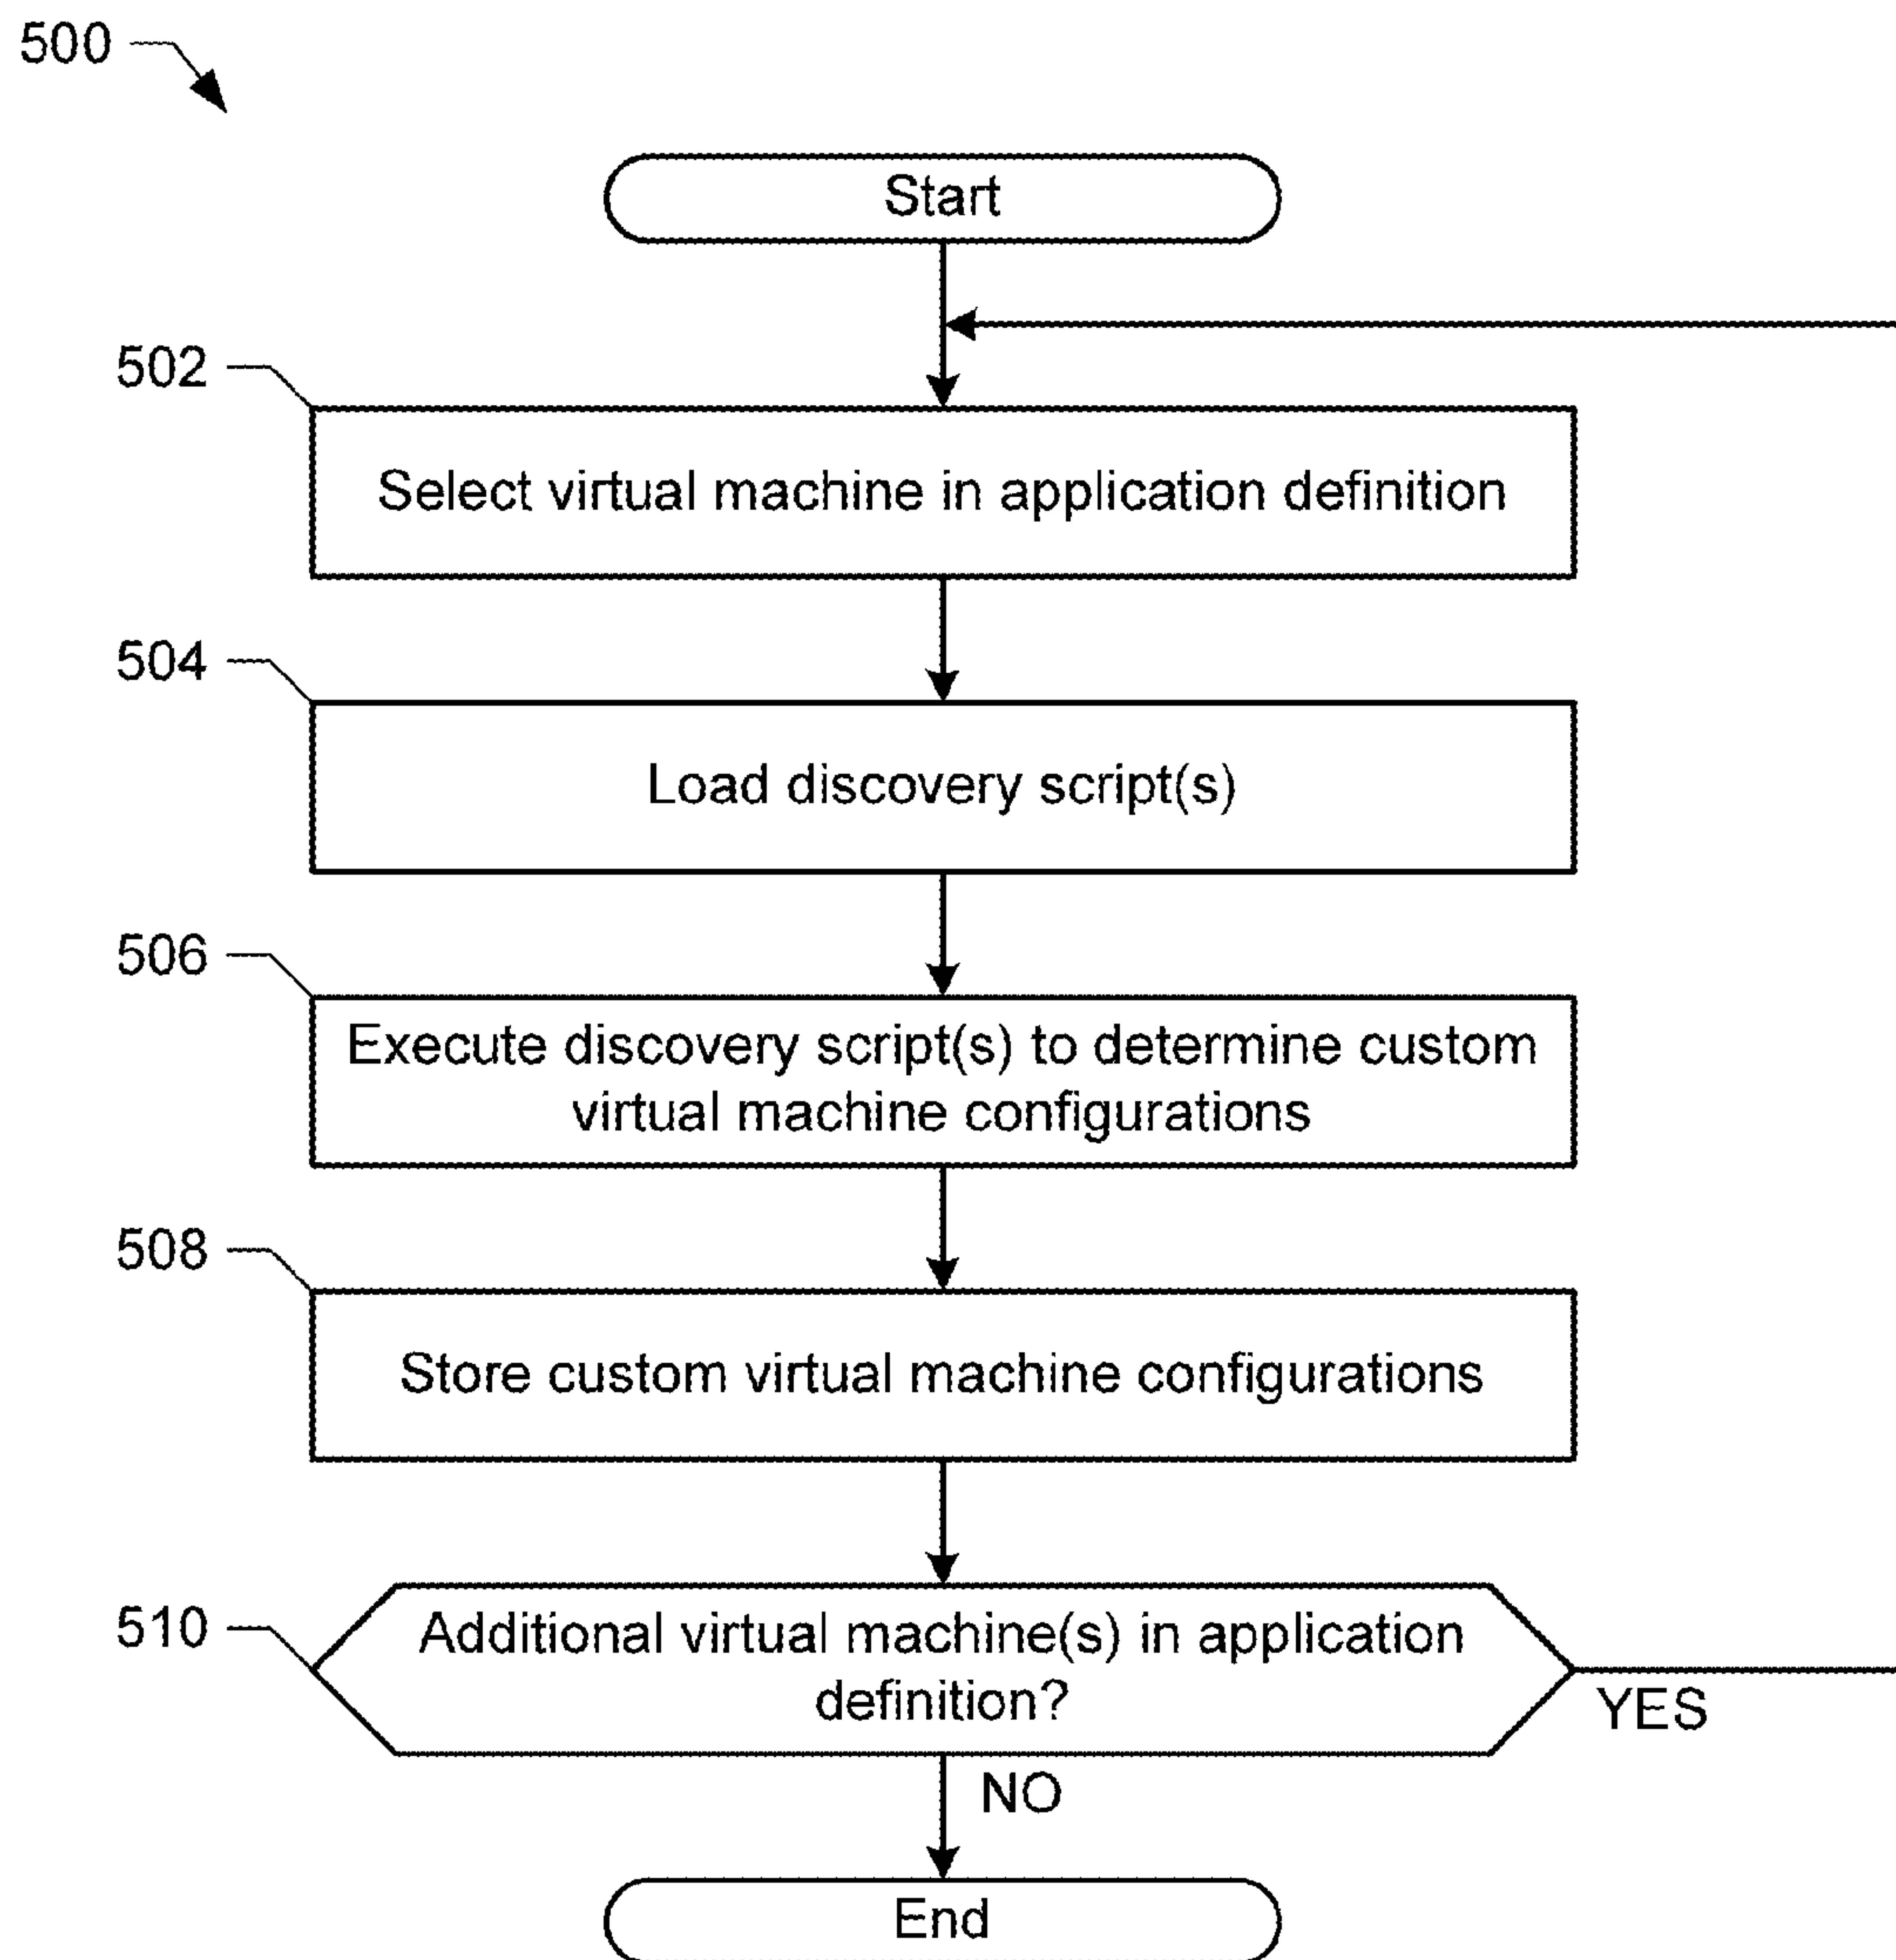 500
Start
502
Select virtual machine in application definition
504
Load discovery script(s)
506
Execute discovery script(s) to determine custom
virtual machine configurations
508
Store custom virtual machine configurations
510
Additional virtual machine(s) in application
definition?
YES
NO
End